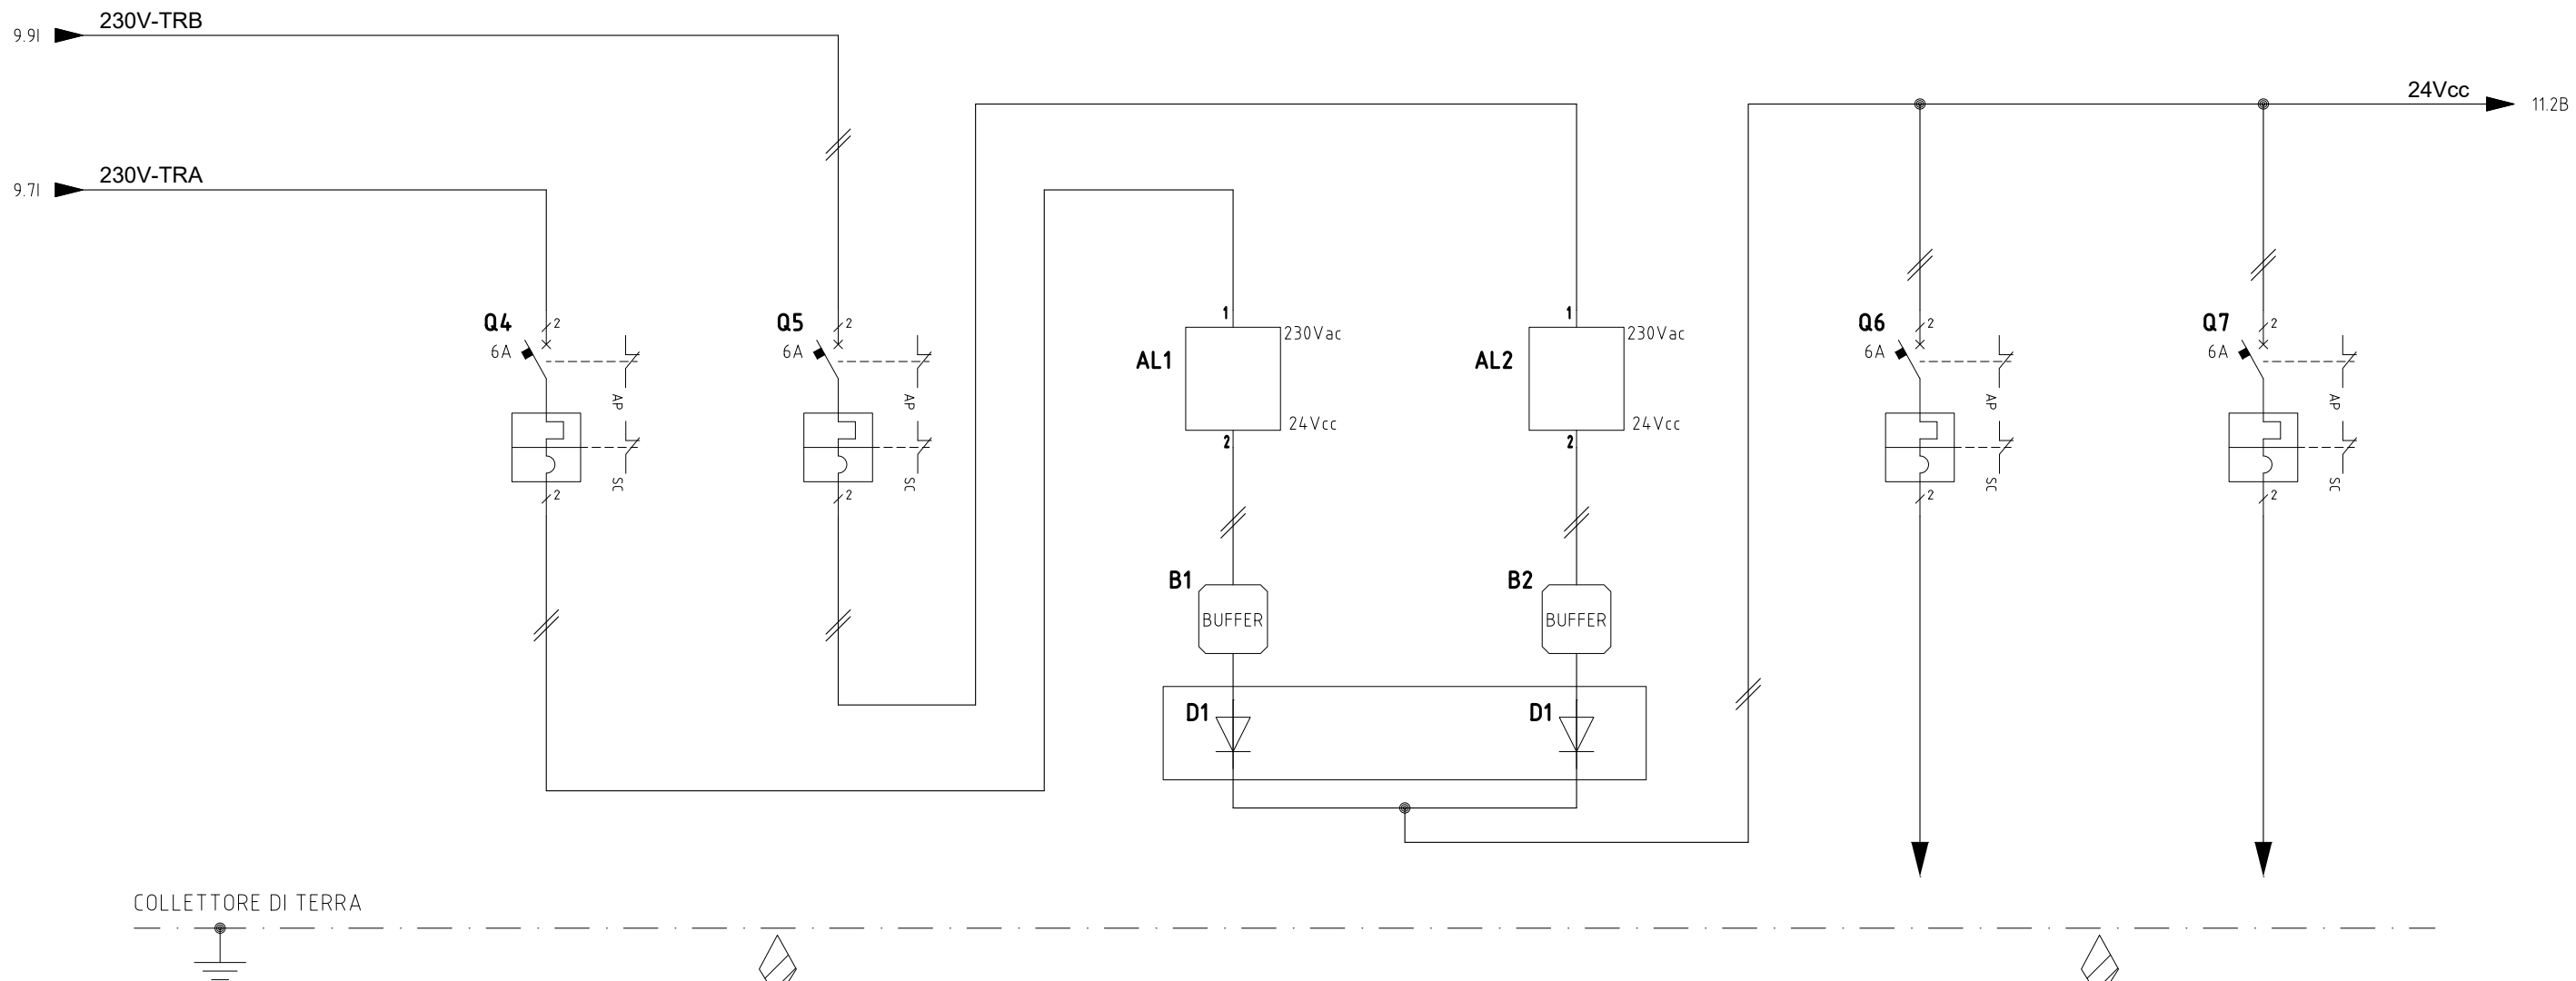 230V-TRB
9.9I
24Vcc
11.2B
230V-TRA
9.7I
Q4
2
6A
AP
2
SC
Q5
2
6A
AP
2
SC
1
230Vac
AL1
24Vcc
2
1
230Vac
AL2
24Vcc
2
Q6
2
6A
AP
2
SC
Q7
2
6A
AP
2
SC
B1
BUFFER
B2
BUFFER
D1
D1
COLLETTORE DI TERRA